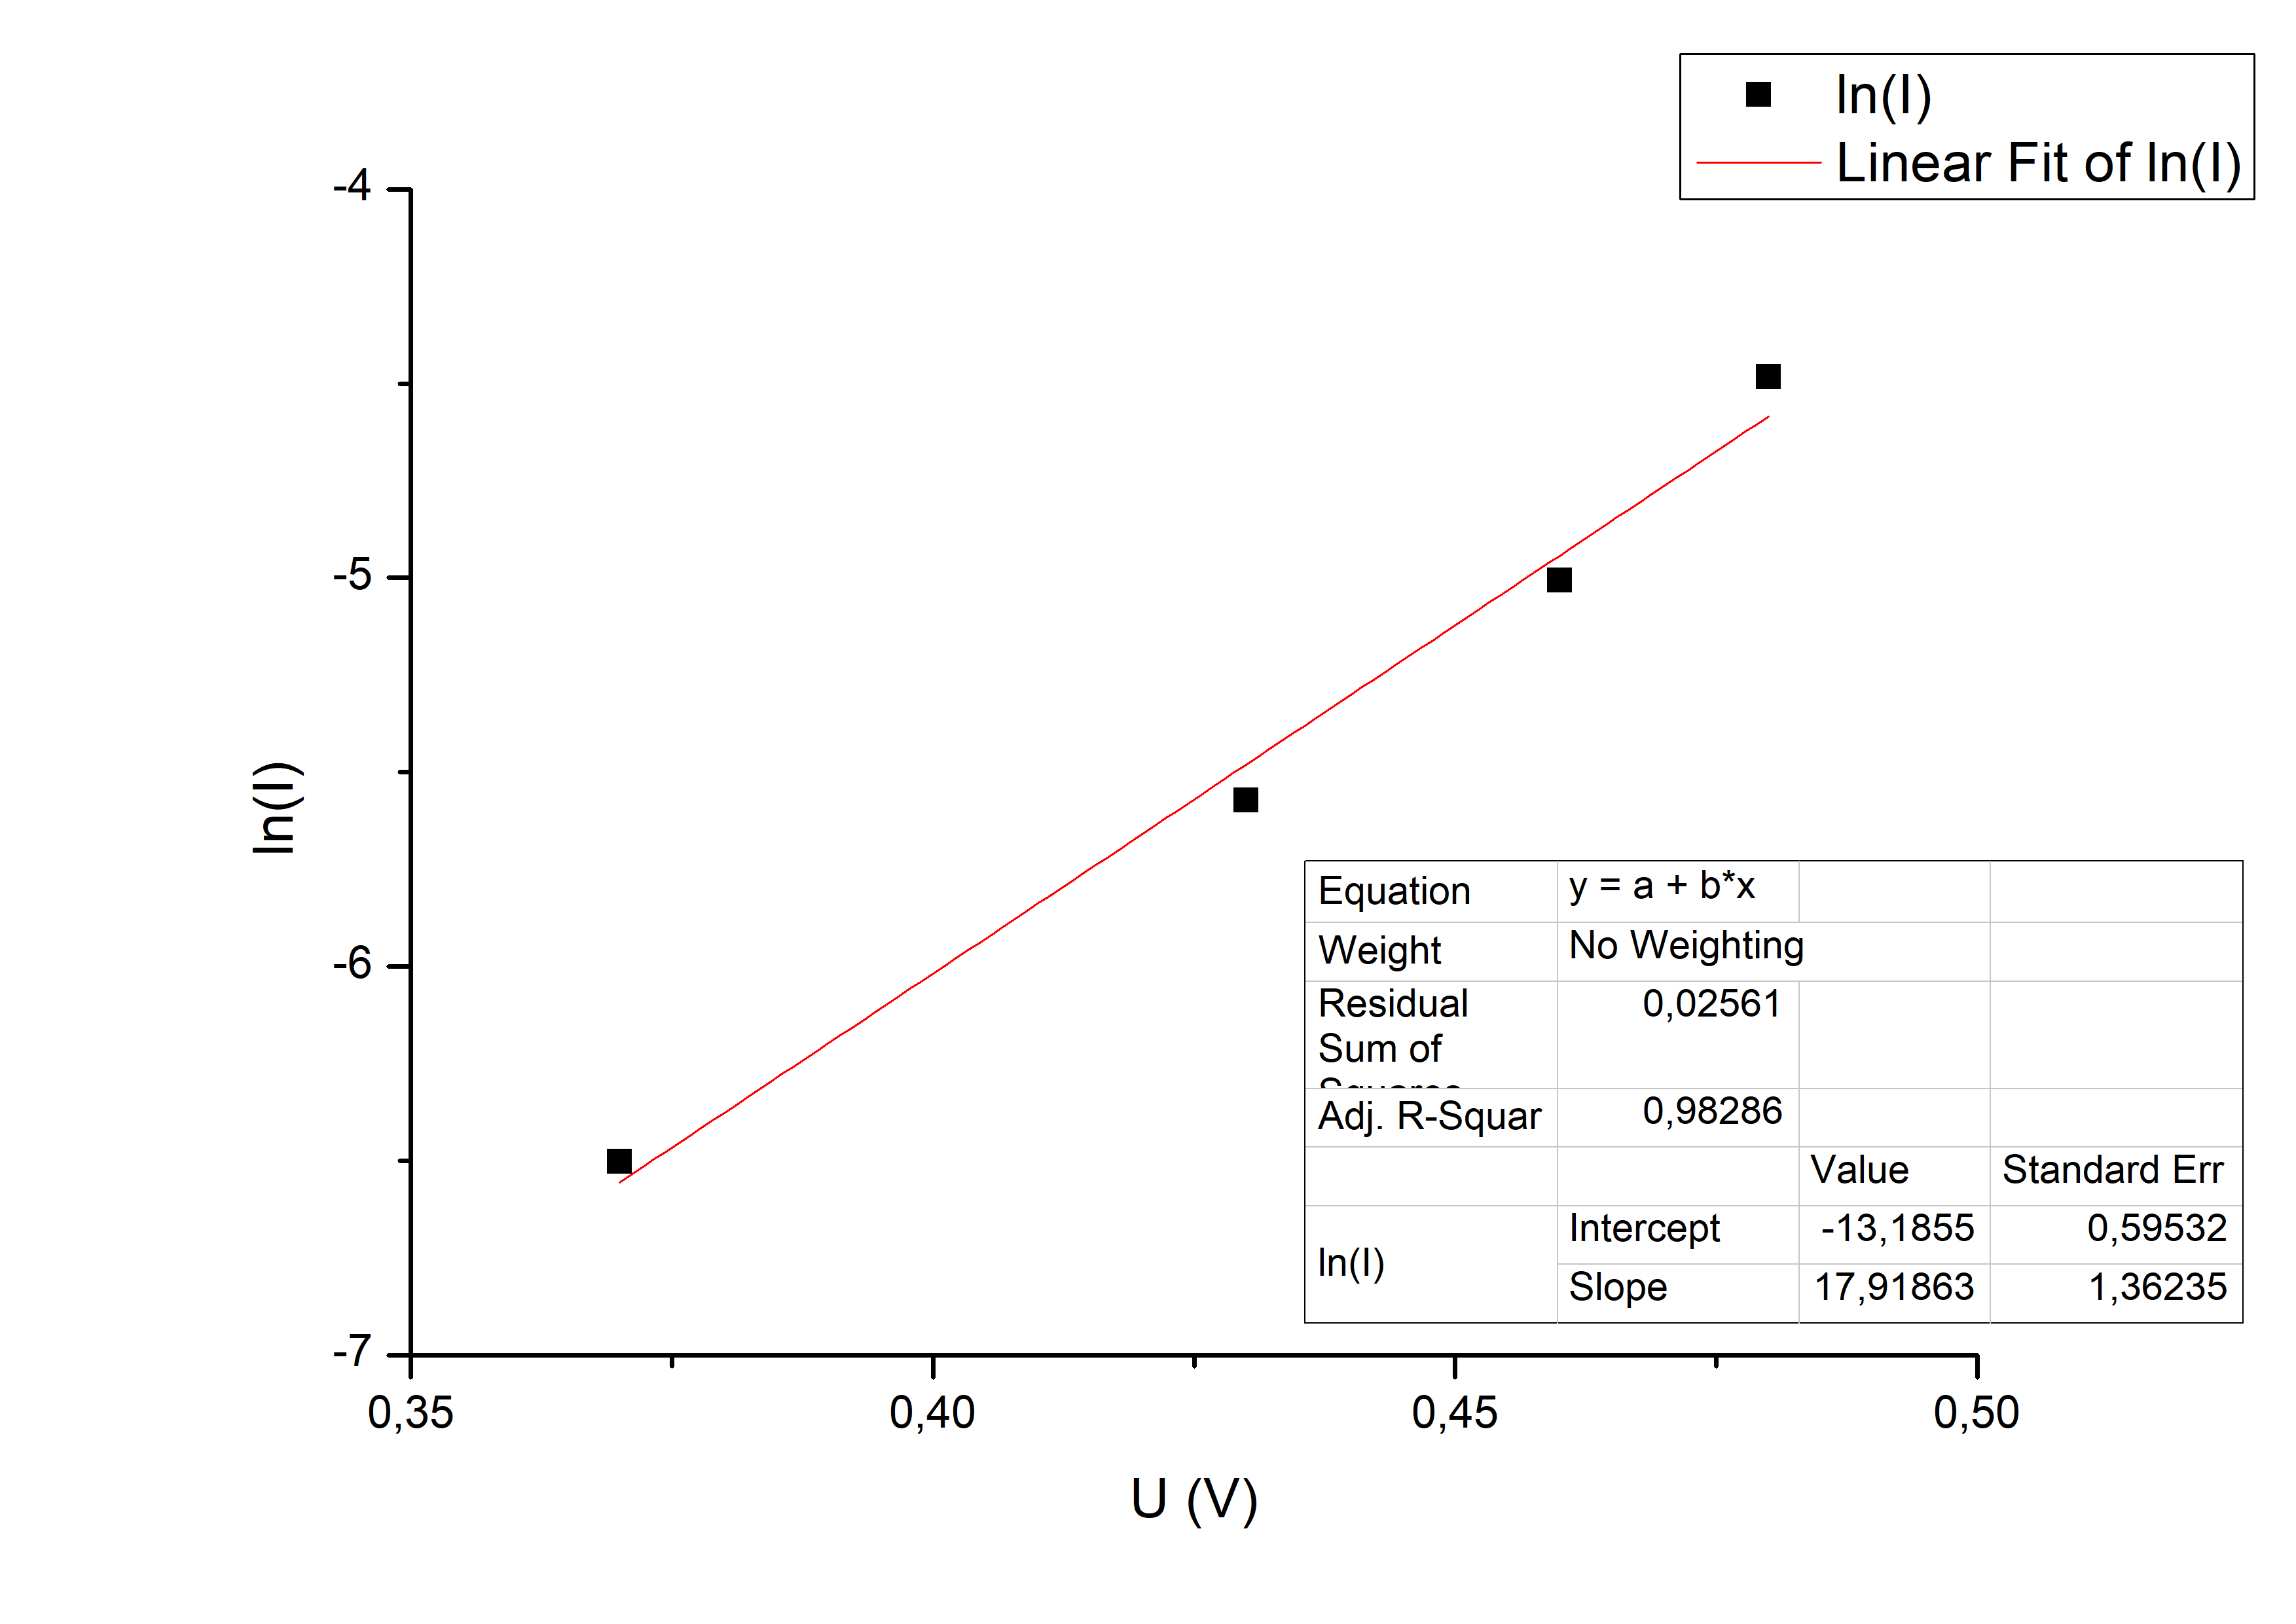 ln(I)
Linear Fit of ln(I)
-4
-5
-6
-7
ln(I)
0,35
0,40
0,45
0,50
U (V)
Equation y = a + b*x
Weight No Weighting
Residual 0,02561
Sum of
Adj. R-Squar 0,98286
Value Standard Err
ln(I)
Intercept -13,1855 0,59532
Slope 17,91863 1,36235